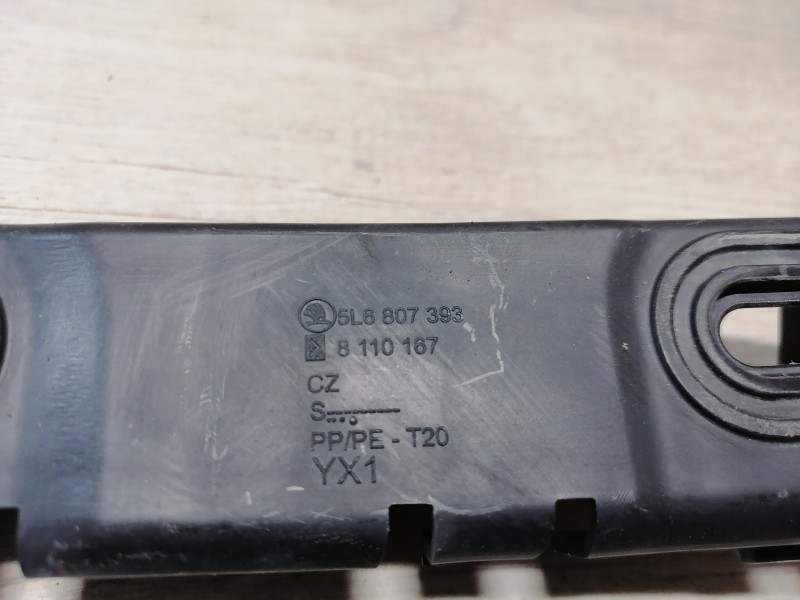 5L6 807 393
8 110 167
CZ
S
PP/PE - T20
YX1